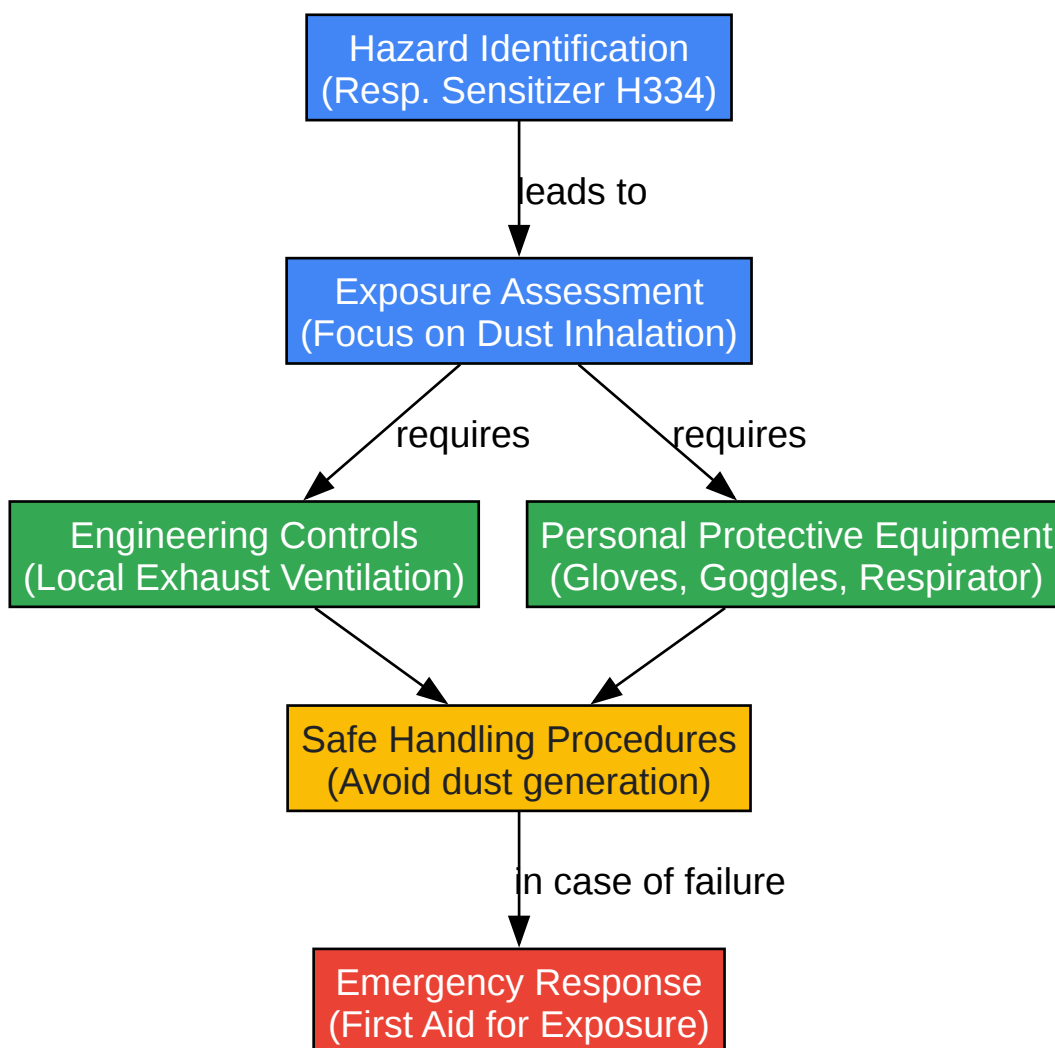 Hazard Identification
(Resp. Sensitizer H334)
leads to
Exposure Assessment
(Focus on Dust Inhalation)
requires
requires
Engineering Controls
(Local Exhaust Ventilation)
Personal Protective Equipment
(Gloves, Goggles, Respirator)
Safe Handling Procedures
(Avoid dust generation)
in case of failure
Emergency Response
(First Aid for Exposure)